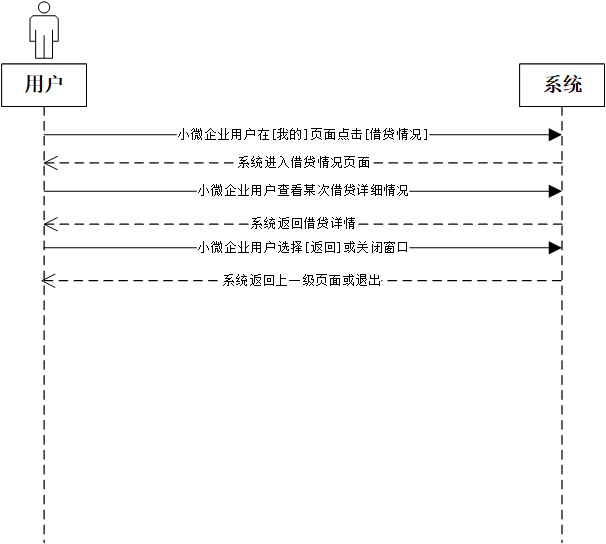 用户
系统
小微企业用户在[我的]页面点击[借贷情况]
系统进入借贷情况页面
小微企业用户查看某次借贷详细情况
系统返回借贷详情
小微企业用户选择[返回]或关闭窗口
系统返回上一级页面或退出